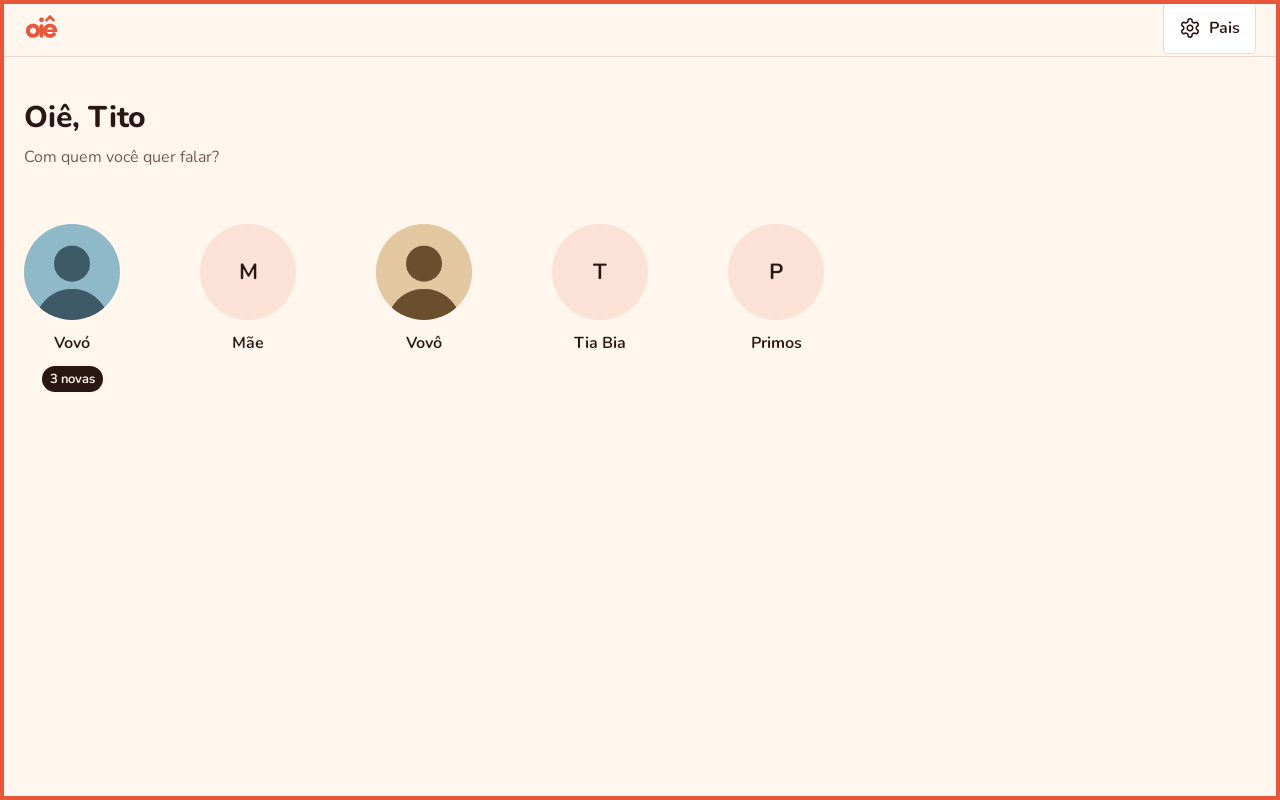 oiê
Pais
Oiê, Tito
Com quem você quer falar?
M
T
P
Vovó
Mãe
Vovô
Tia Bia
Primos
3 novas